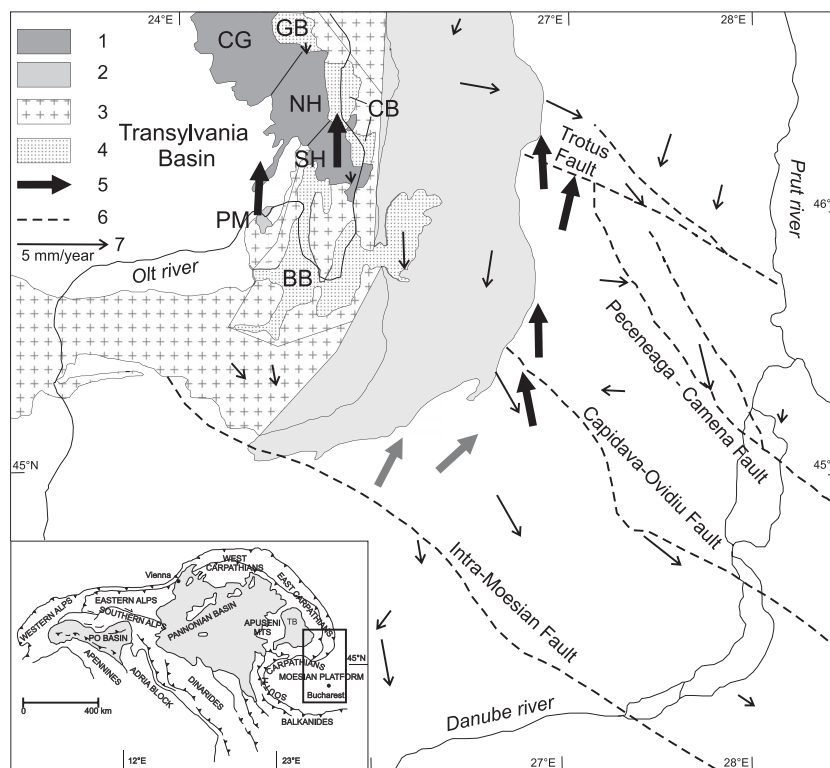 24°E
27°E
28°E
1
2
3
4
5
6
5 mm/year
7
CG
GB
NH
CB
Transylvania
Basin
SH
PM
BB
Olt river
Trotus
Fault
Prut river
46°
Peceneaga - Camena Fault
Capidava-Ovidiu Fault
Intra-Moesian Fault
45°N
45°
Danube river
27°E
28°E
Vienna
WEST
CARPATHIANS
EAST CARPATHIANS
WESTERN ALPS
EASTERN ALPS
SOUTHERN ALPS
PANNONIAN BASIN
APUSENI
MTS
TB
PO BASIN
APENNINES
ADRIA BLOCK
DINARIDES
SOUTH
CARPATHIANS
MOESIAN PLATFORM
Bucharest
BALKANIDES
45°N
0
400 km
12°E
23°E